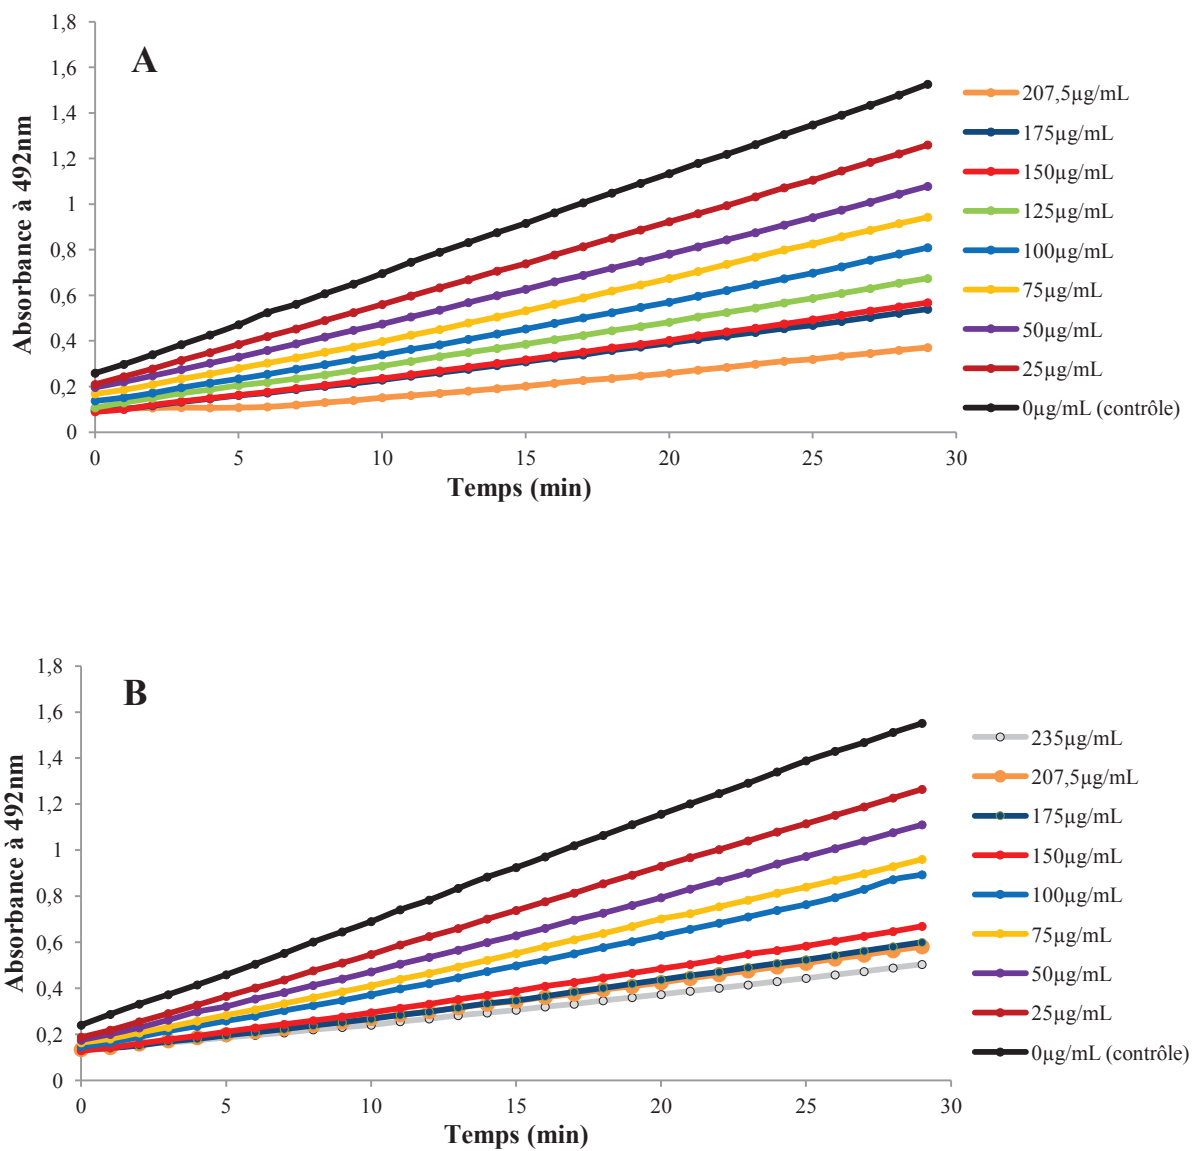 A
1,8
1,6
1,4
1,2
1
0,8
0,6
0,4
0,2
0
Absorbance à 492nm
0 5 10 15 20 25 30
Temps (min)
207,5µg/mL
175µg/mL
150µg/mL
125µg/mL
100µg/mL
75µg/mL
50µg/mL
25µg/mL
0µg/mL (contrôle)
B
1,8
1,6
1,4
1,2
1
0,8
0,6
0,4
0,2
0
Absorbance à 492nm
0 5 10 15 20 25 30
Temps (min)
235µg/mL
207,5µg/mL
175µg/mL
150µg/mL
100µg/mL
75µg/mL
50µg/mL
25µg/mL
0µg/mL (contrôle)